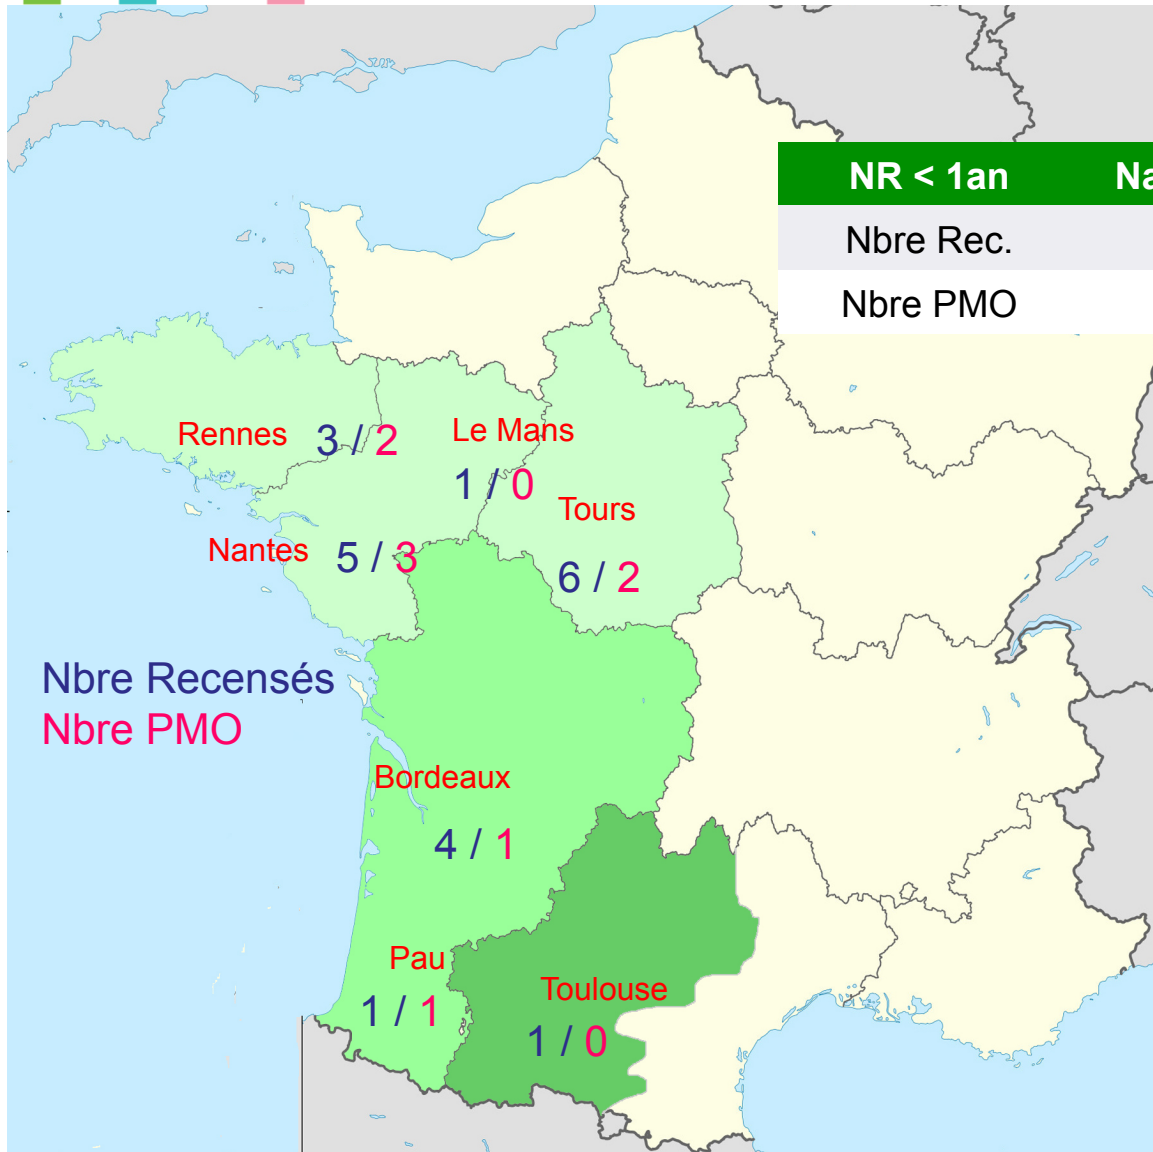 NR < 1an Na
Nbre Rec.
Nbre PMO
Rennes 3 / 2
Le Mans
1 / 0
Tours
6 / 2
Nantes 5 / 3
Nbre Recensés
Nbre PMO
Bordeaux
4 / 1
Pau
1 / 1
Toulouse
1 / 0